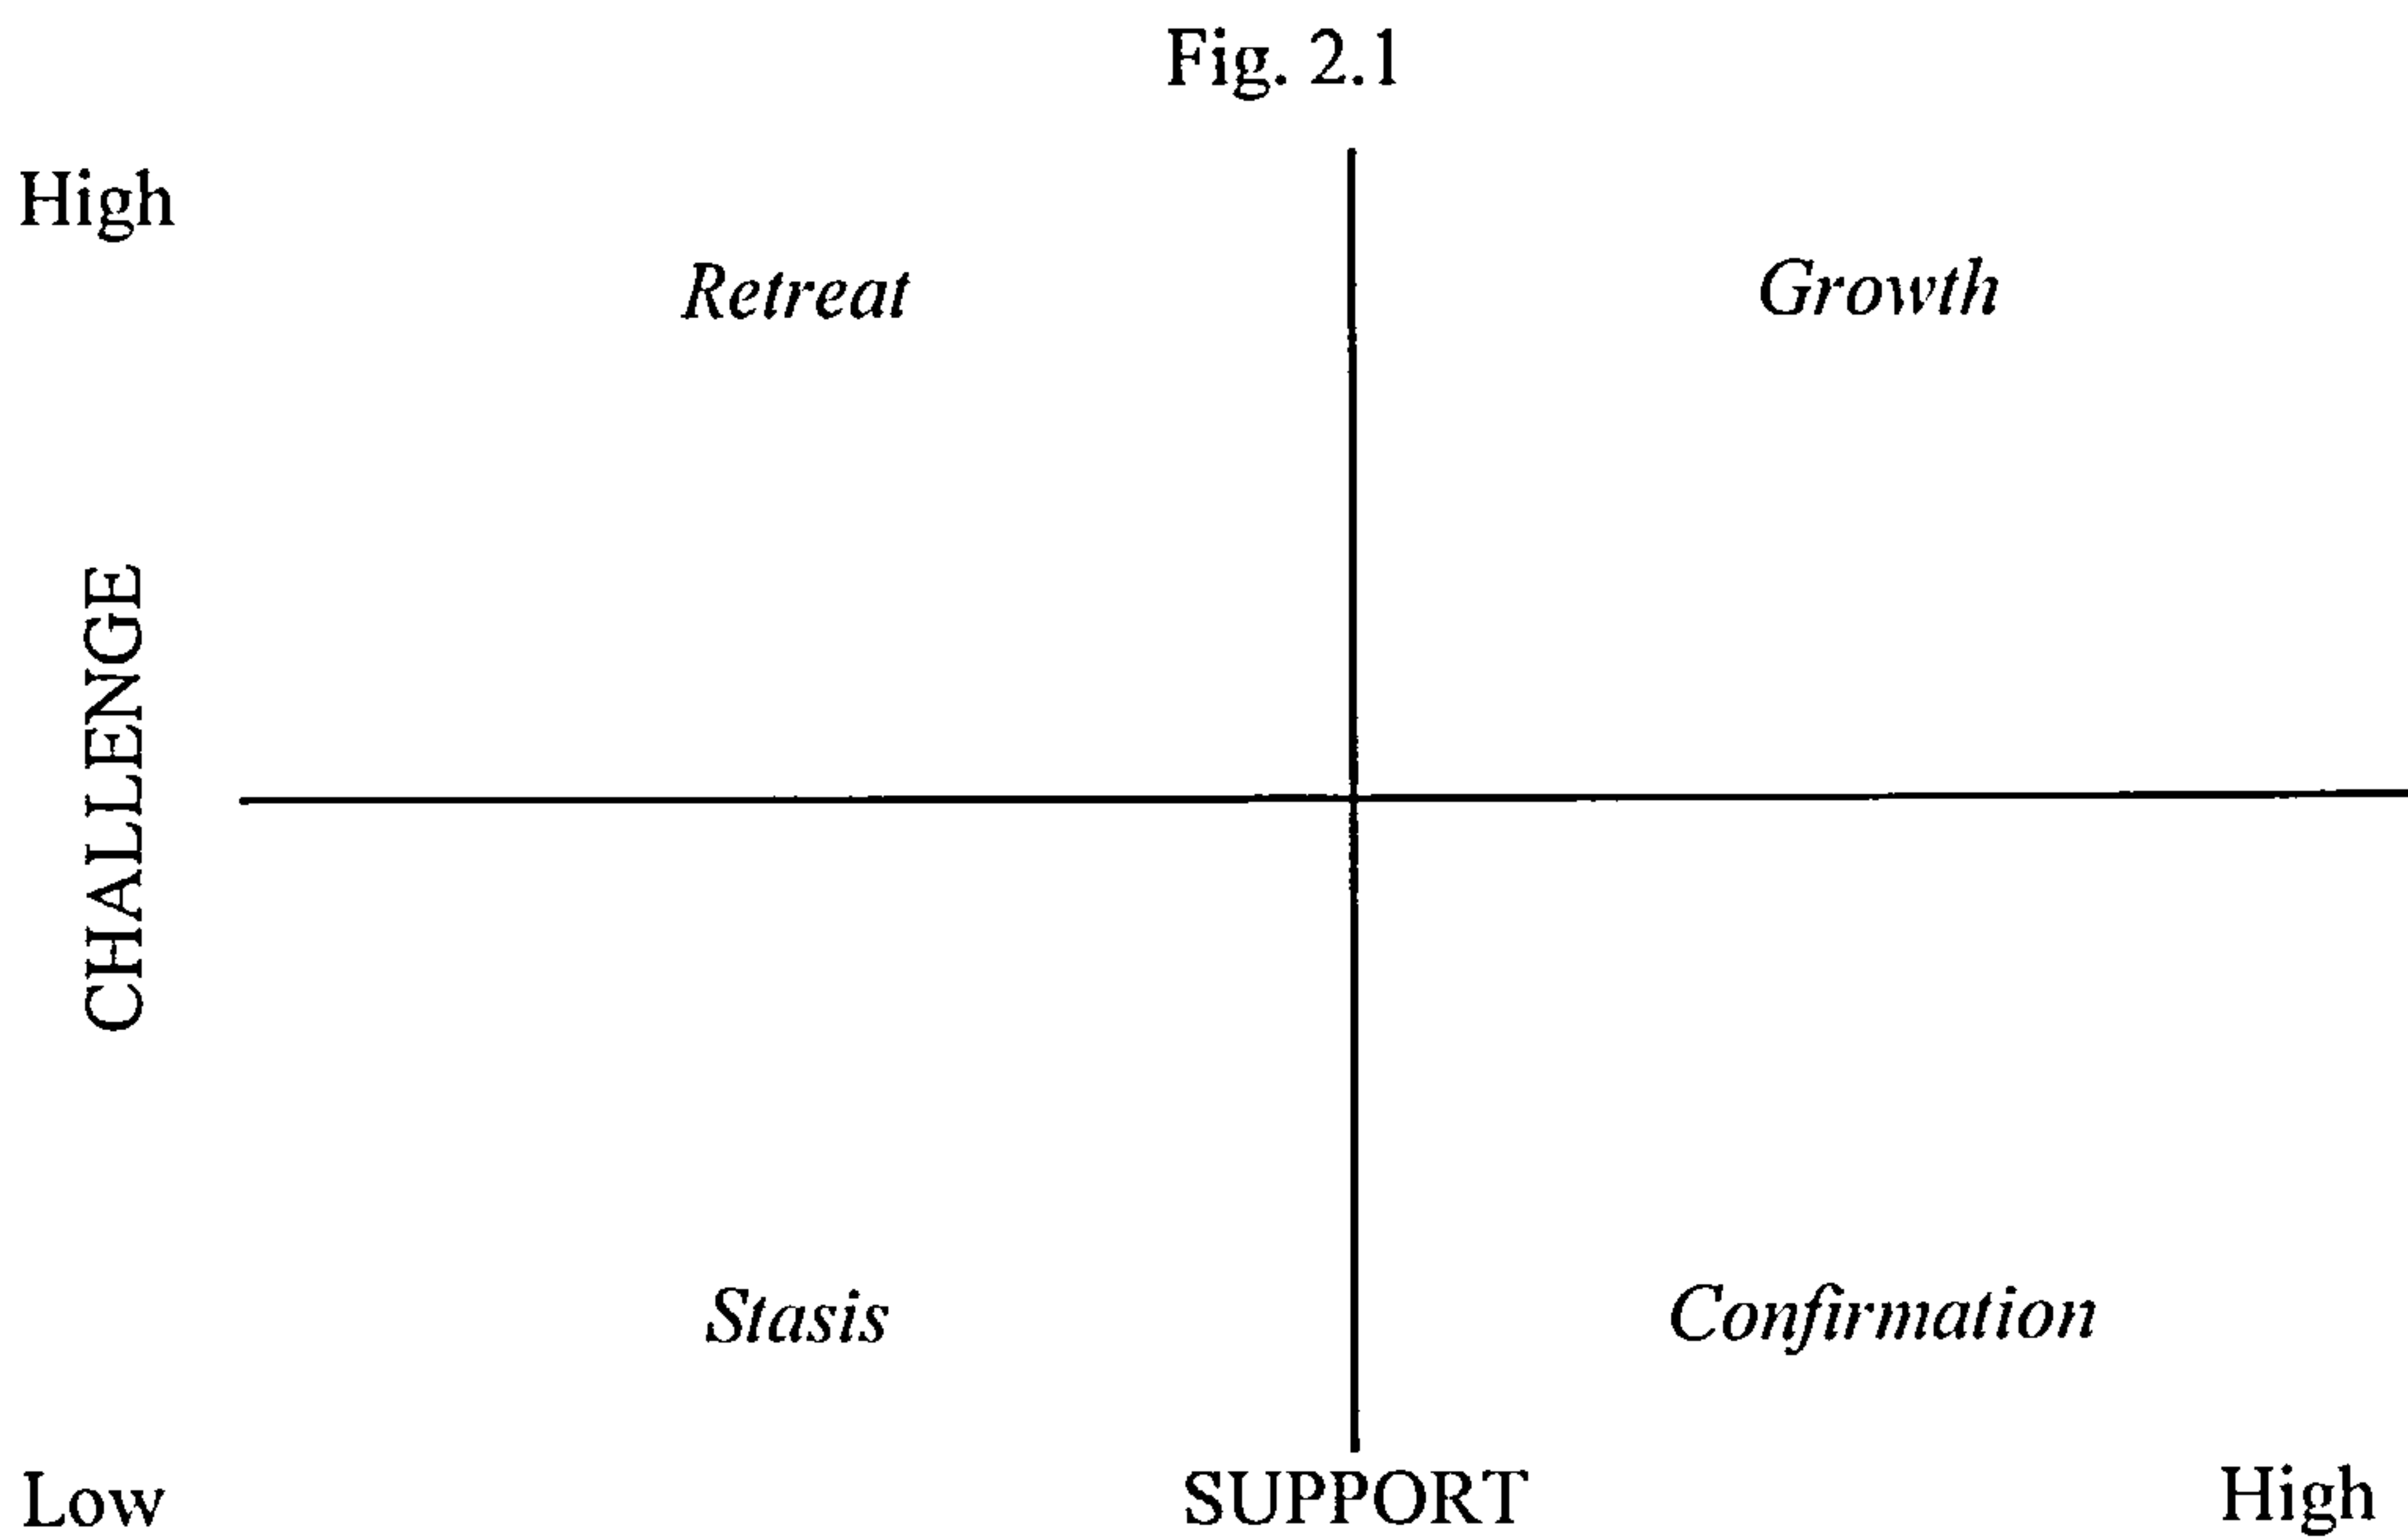 Fig. 2.1
High
Retreat
Growth
CHALLENGE
Stasis
Confirmation
Low
SUPPORT
High